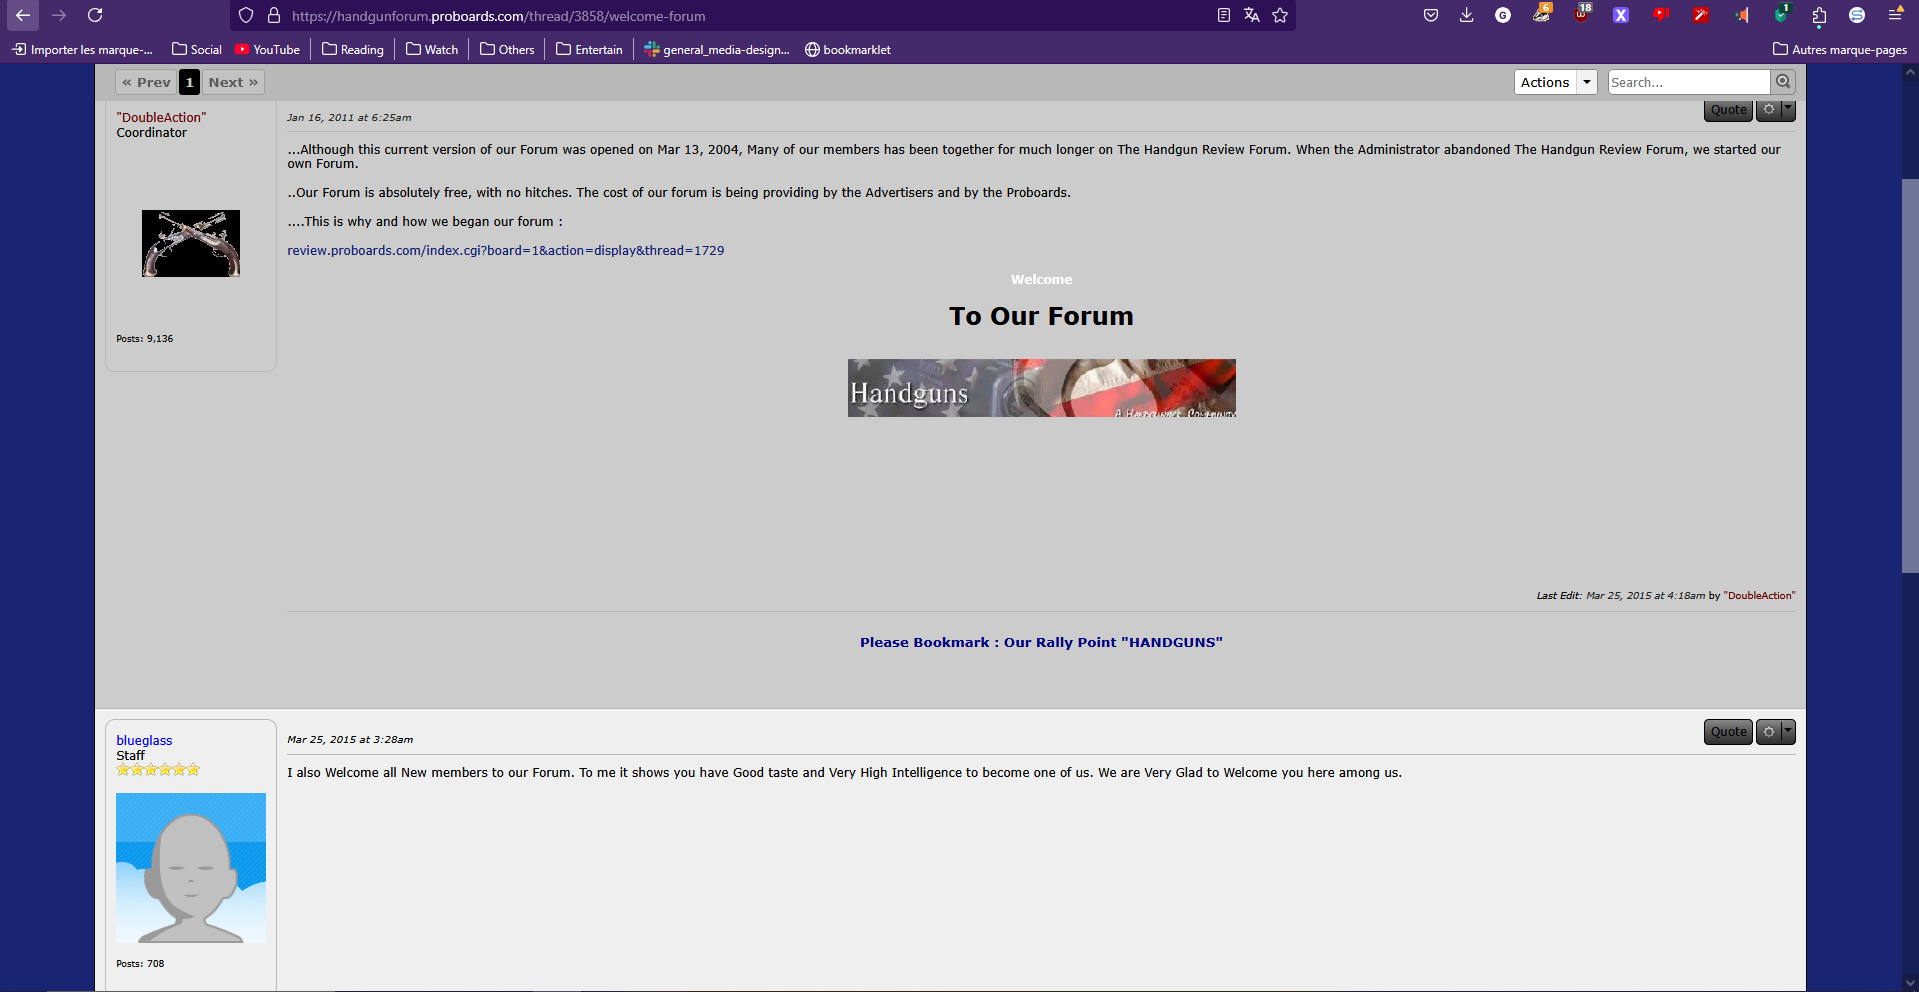 https://handgunforum.proboards.com/thread/3858/welcome-forum
G
6
18
X
1
Importer les marque-...
Social
YouTube
Reading
Watch
Others
Entertain
general_media-design...
bookmarklet
Autres marque-pages
« Prev
1
Next »
Actions
Search...
"DoubleAction"
Coordinator
Posts: 9,136
Jan 16, 2011 at 6:25am
Quote
...Although this current version of our Forum was opened on Mar 13, 2004, Many of our members has been together for much longer on The Handgun Review Forum. When the Administrator abandoned The Handgun Review Forum, we started our
own Forum.
..Our Forum is absolutely free, with no hitches. The cost of our forum is being providing by the Advertisers and by the Proboards.
....This is why and how we began our forum :
review.proboards.com/index.cgi?board=1&action=display&thread=1729
Welcome
To Our Forum
Handguns
A Handgunner Community
Last Edit: Mar 25, 2015 at 4:18am by "DoubleAction"
Please Bookmark : Our Rally Point "HANDGUNS"
blueglass
Staff
Posts: 708
Mar 25, 2015 at 3:28am
Quote
I also Welcome all New members to our Forum. To me it shows you have Good taste and Very High Intelligence to become one of us. We are Very Glad to Welcome you here among us.